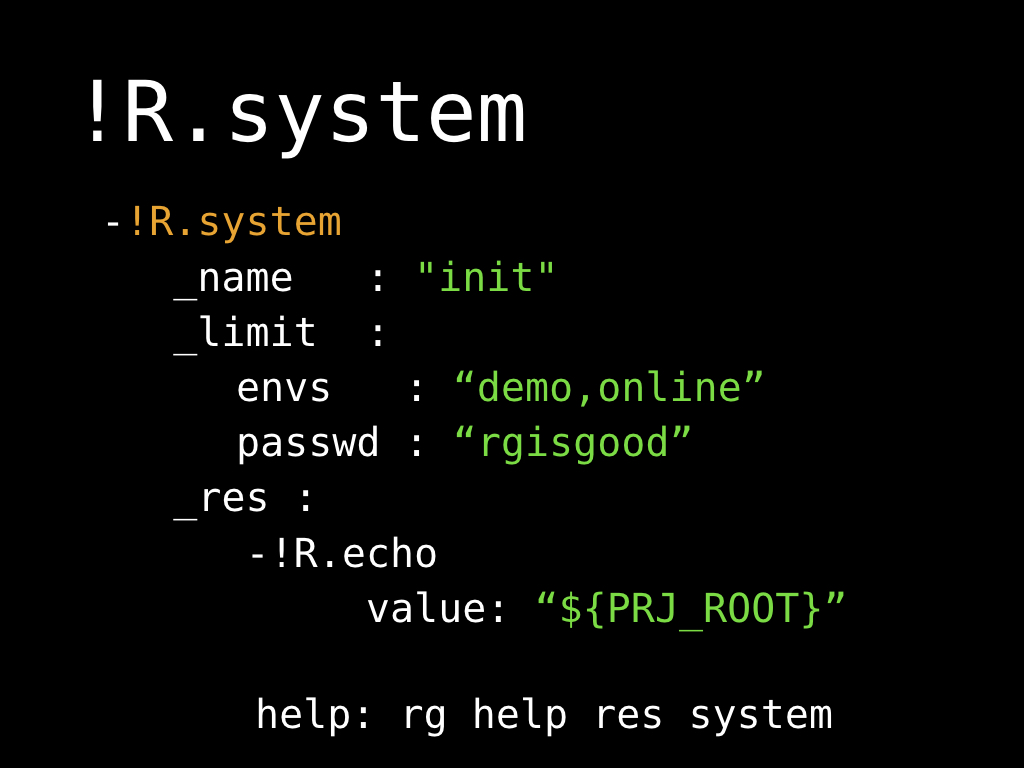 !R.system
-!R.system
_name : "init"
_limit :
envs : “demo,online”
passwd : “rgisgood”
_res :
-!R.echo
value: “${PRJ_ROOT}”
help: rg help res system